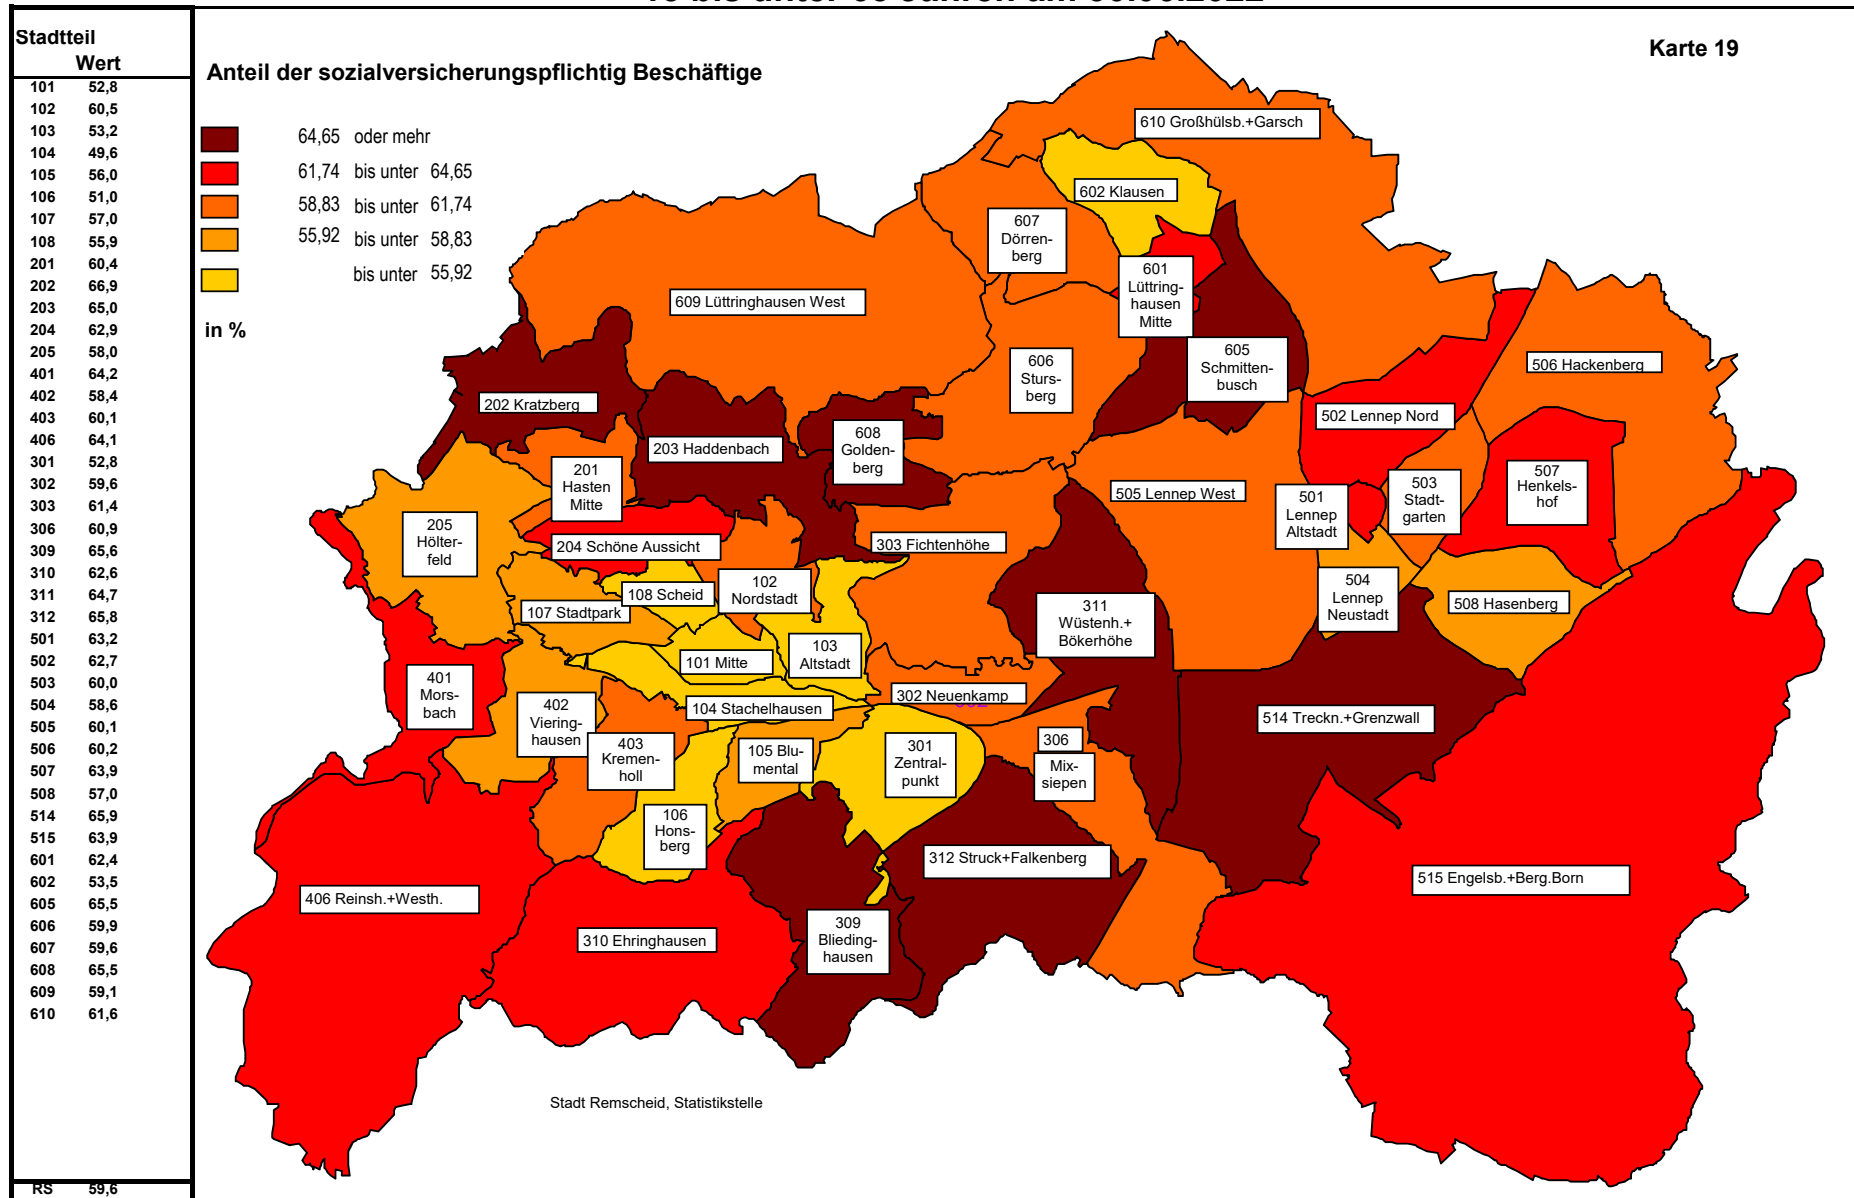 Karte 19
Stadtteil
Wert
101 52,8
102 60,5
103 53,2
104 49,6
105 56,0
106 51,0
107 57,0
108 55,9
201 60,4
202 66,9
203 65,0
204 62,9
205 58,0
401 64,2
402 58,4
403 60,1
406 64,1
301 52,8
302 59,6
303 61,4
306 60,9
309 65,6
310 62,6
311 64,7
312 65,8
501 63,2
502 62,7
503 60,0
504 58,6
505 60,1
506 60,2
507 63,9
508 57,0
514 65,9
515 63,9
601 62,4
602 53,5
605 65,5
606 59,9
607 59,6
608 65,5
609 59,1
610 61,6
RS 59,6
Anteil der sozialversicherungspflichtig Beschäftige
64,65 oder mehr
61,74 bis unter 64,65
58,83 bis unter 61,74
55,92 bis unter 58,83
bis unter 55,92
in %
610 Großhülsb.+Garsch
602 Klausen
607
Dörren-
berg
601
Lüttring-
hausen
Mitte
609 Lüttringhausen West
606
Sturs-
berg
605
Schmitten-
busch
506 Hackenberg
202 Kratzberg
502 Lennep Nord
203 Haddenbach
608
Golden-
berg
201
Hasten
Mitte
505 Lennep West
501
Lennep
Altstadt
503
Stadt-
garten
507
Henkels-
hof
205
Hölter-
feld
204 Schöne Aussicht
303 Fichtenhöhe
108 Scheid
102
Nordstadt
107 Stadtpark
504
Lennep
Neustadt
508 Hasenberg
311
Wüstenh.+
Bökerhöhe
103
Altstadt
101 Mitte
401
Mors-
bach
402
Viering-
hausen
104 Stachelhausen
302 Neuenkamp
514 Treckn.+Grenzwall
403
Kremen-
holl
105 Blu-
mental
301
Zentral-
punkt
306
Mix-
siepen
106
Hons-
berg
312 Struck+Falkenberg
515 Engelsb.+Berg.Born
406 Reinsh.+Westh.
310 Ehringhausen
309
Blieding-
hausen
Stadt Remscheid, Statistikstelle